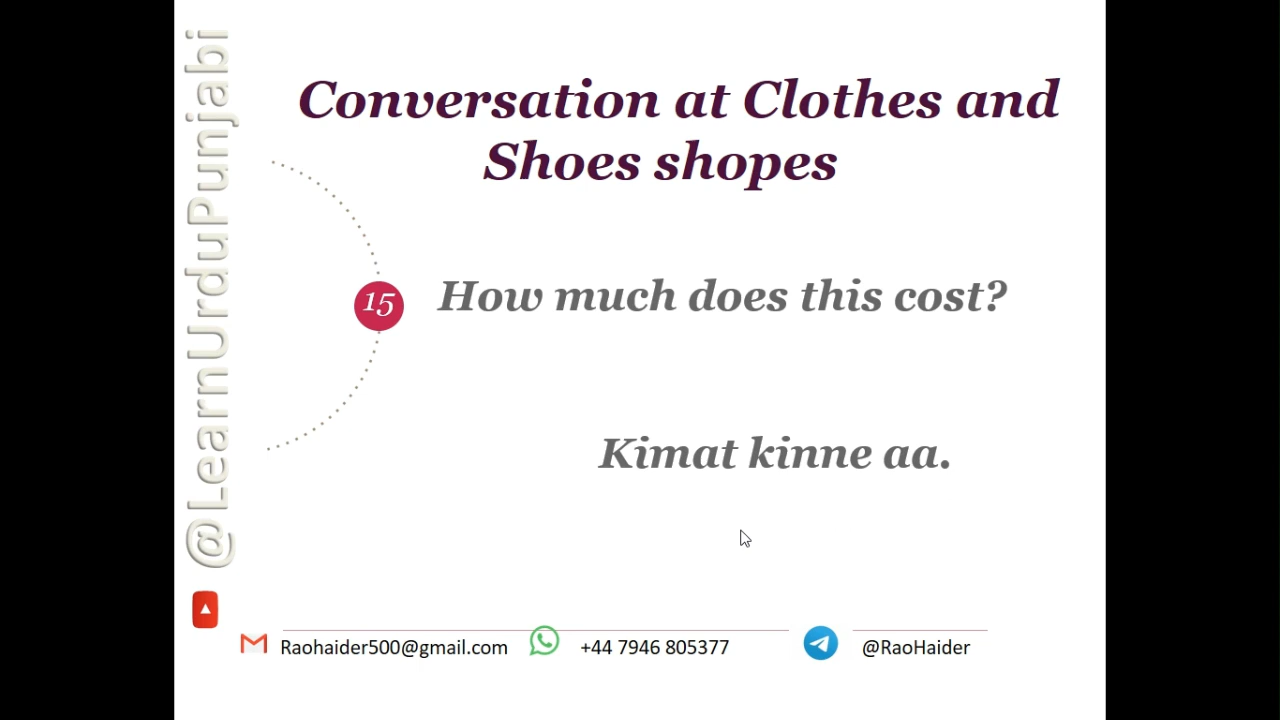 @LearnUrduPunjabi
Conversation at Clothes and
Shoes shopes
15
How much does this cost?
Kimat kinne aa.
Raohaider500@gmail.com
+44 7946 805377
@RaoHaider